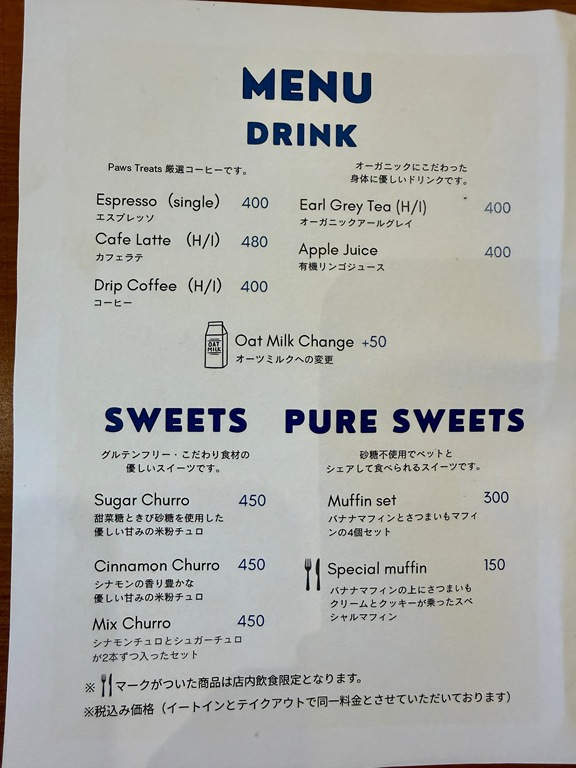 MENU
DRINK
Paws Treats 厳選コーヒーです。
Espresso（single） 400
エスプレッソ
Cafe Latte （H/I） 480
カフェラテ
Drip Coffee（H/I） 400
コーヒー
オーガニックにこだわった
身体に優しいドリンクです。
Earl Grey Tea (H/I) 400
オーガニックアールグレイ
Apple Juice 400
有機リンゴジュース
OAT
MILK
Oat Milk Change +50
オーツミルクへの変更
SWEETS
グルテンフリー・こだわり食材の
優しいスイーツです。
Sugar Churro 450
甜菜糖ときび砂糖を使用した
優しい甘みの米粉チュロ
Cinnamon Churro 450
シナモンの香り豊かな
優しい甘みの米粉チュロ
Mix Churro 450
シナモンチュロとシュガーチュロ
が2本ずつ入ったセット
PURE SWEETS
砂糖不使用でペットと
シェアして食べられるスイーツです。
Muffin set 300
バナナマフィンとさつまいもマフィ
ンの4個セット
Special muffin 150
バナナマフィンの上にさつまいも
クリームとクッキーが乗ったスペ
シャルマフィン
※ マークがついた商品は店内飲食限定となります。
※税込み価格（イートインとテイクアウトで同一料金とさせていただいております）